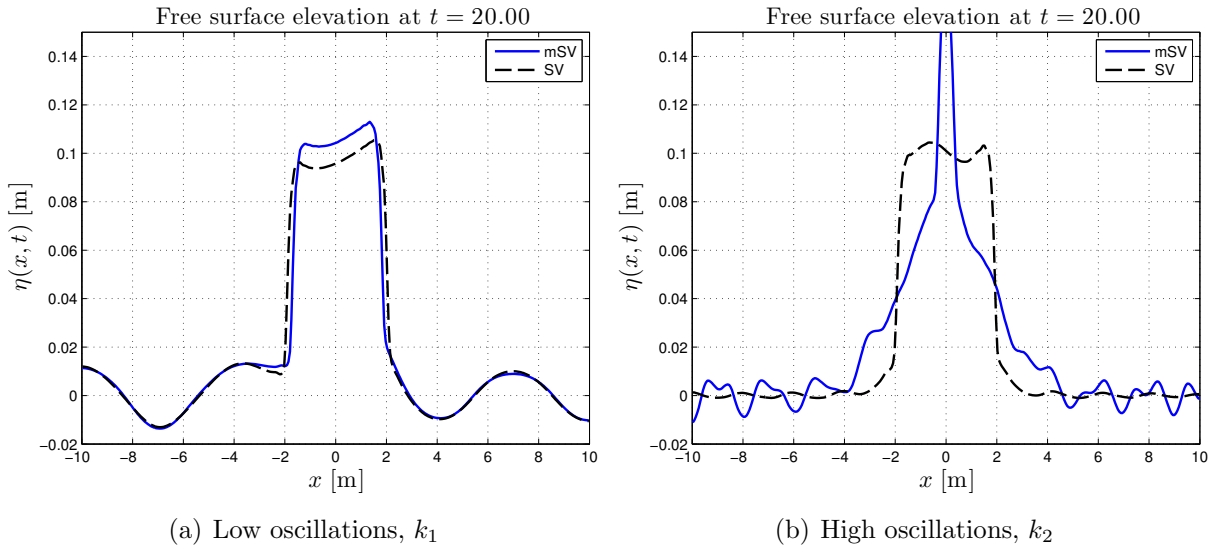 Free surface elevation at t = 20.00
mSV
SV
0.14
0.12
0.1
0.08
0.06
0.04
0.02
0
−0.02
η(x, t) [m]
−10 −8 −6 −4 −2 0 2 4 6 8 10
x [m]
(a) Low oscillations, k₁
Free surface elevation at t = 20.00
mSV
SV
0.14
0.12
0.1
0.08
0.06
0.04
0.02
0
−0.02
η(x, t) [m]
−10 −8 −6 −4 −2 0 2 4 6 8 10
x [m]
(b) High oscillations, k₂